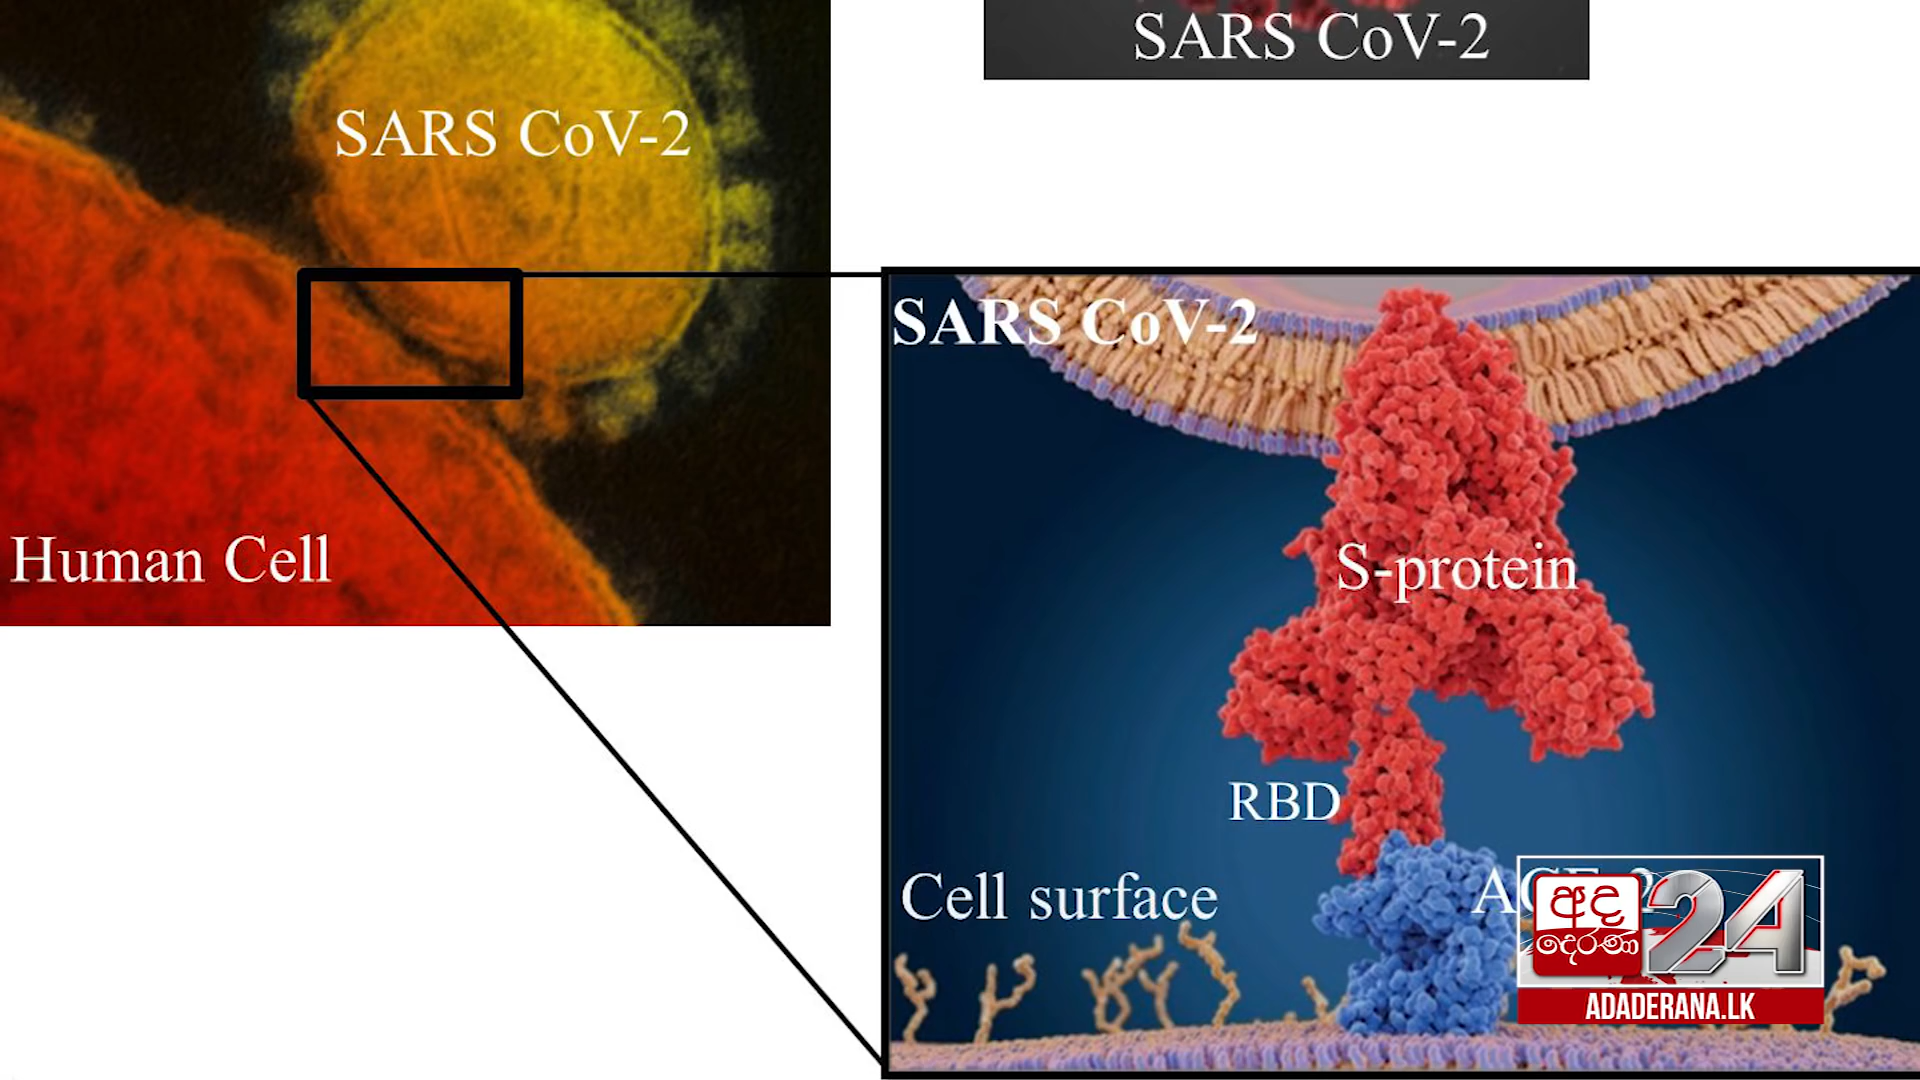 SARS CoV-2
SARS CoV-2
Human Cell
SARS CoV-2
S-protein
RBD
Cell surface
අද
දෙරණ
24
ADADERANA.LK